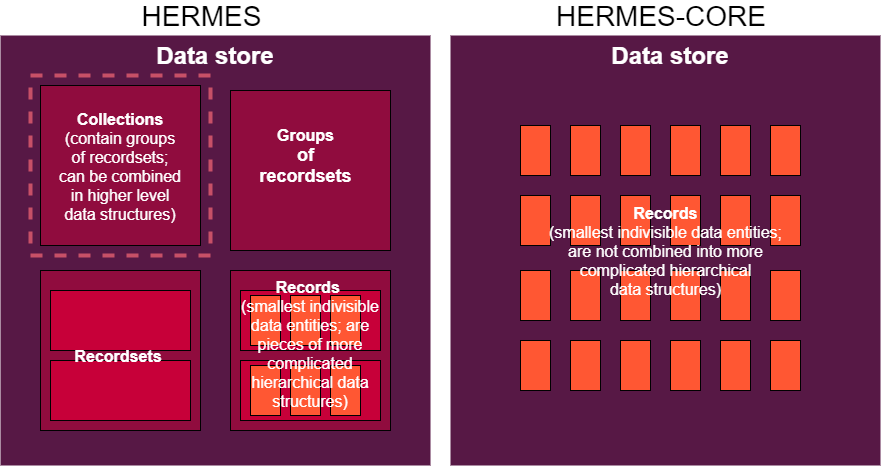 HERMES
Data store
Collections
(contain groups
of recordsets;
can be combined
in higher level
data structures)
Groups
of
recordsets
Recordsets
Records
(smallest indivisible
data entities; are
pieces of more
complicated
hierarchical data
structures)
HERMES-CORE
Data store
Records
(smallest indivisible data entities;
are not combined into more
complicated hierarchical
data structures)